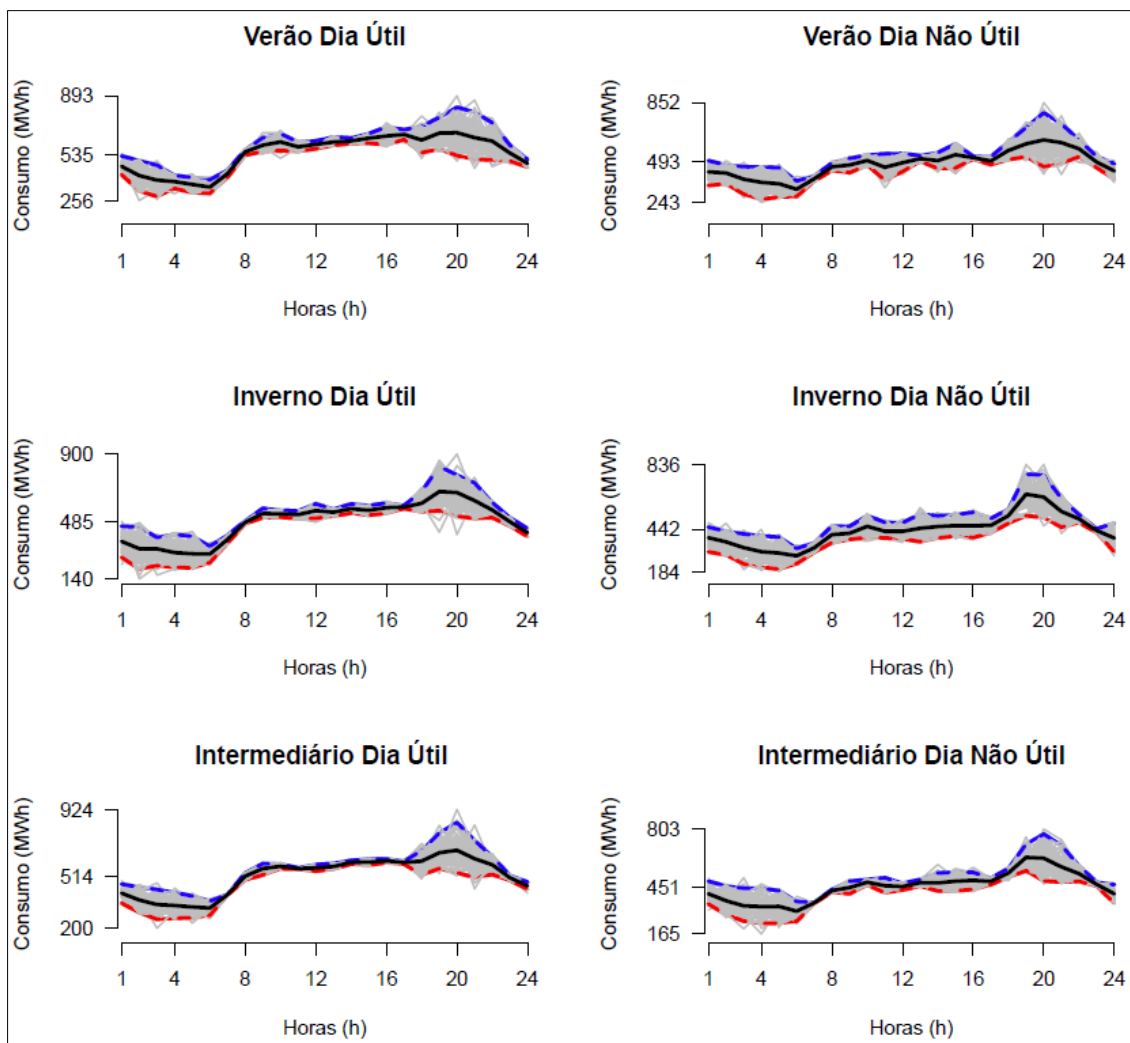 Verão Dia Útil
Consumo (MWh)
893
535
256
1 4 8 12 16 20 24
Horas (h)
Verão Dia Não Útil
Consumo (MWh)
852
493
243
1 4 8 12 16 20 24
Horas (h)
Inverno Dia Útil
Consumo (MWh)
900
485
140
1 4 8 12 16 20 24
Horas (h)
Inverno Dia Não Útil
Consumo (MWh)
836
442
184
1 4 8 12 16 20 24
Horas (h)
Intermediário Dia Útil
Consumo (MWh)
924
514
200
1 4 8 12 16 20 24
Horas (h)
Intermediário Dia Não Útil
Consumo (MWh)
803
451
165
1 4 8 12 16 20 24
Horas (h)